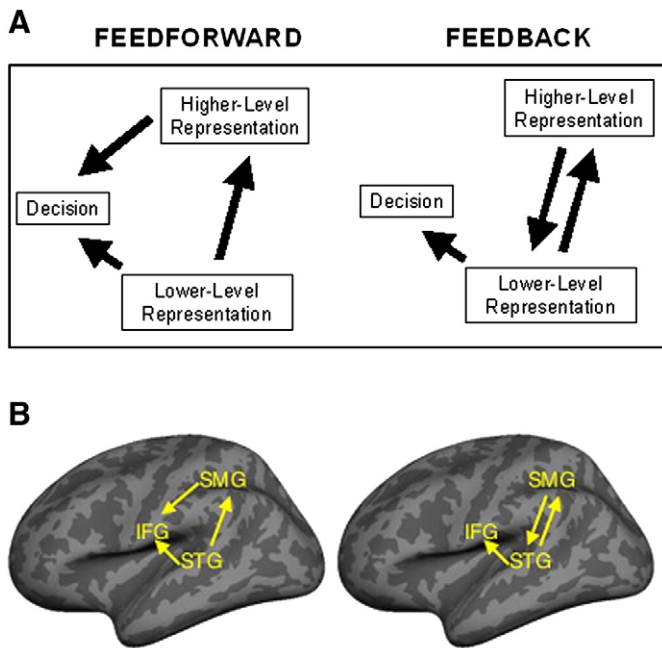 A
FEEDFORWARD
FEEDBACK
Higher-Level
Representation
Decision
Lower-Level
Representation
Higher-Level
Representation
Decision
Lower-Level
Representation
B
SMG
IFG
STG
SMG
IFG
STG